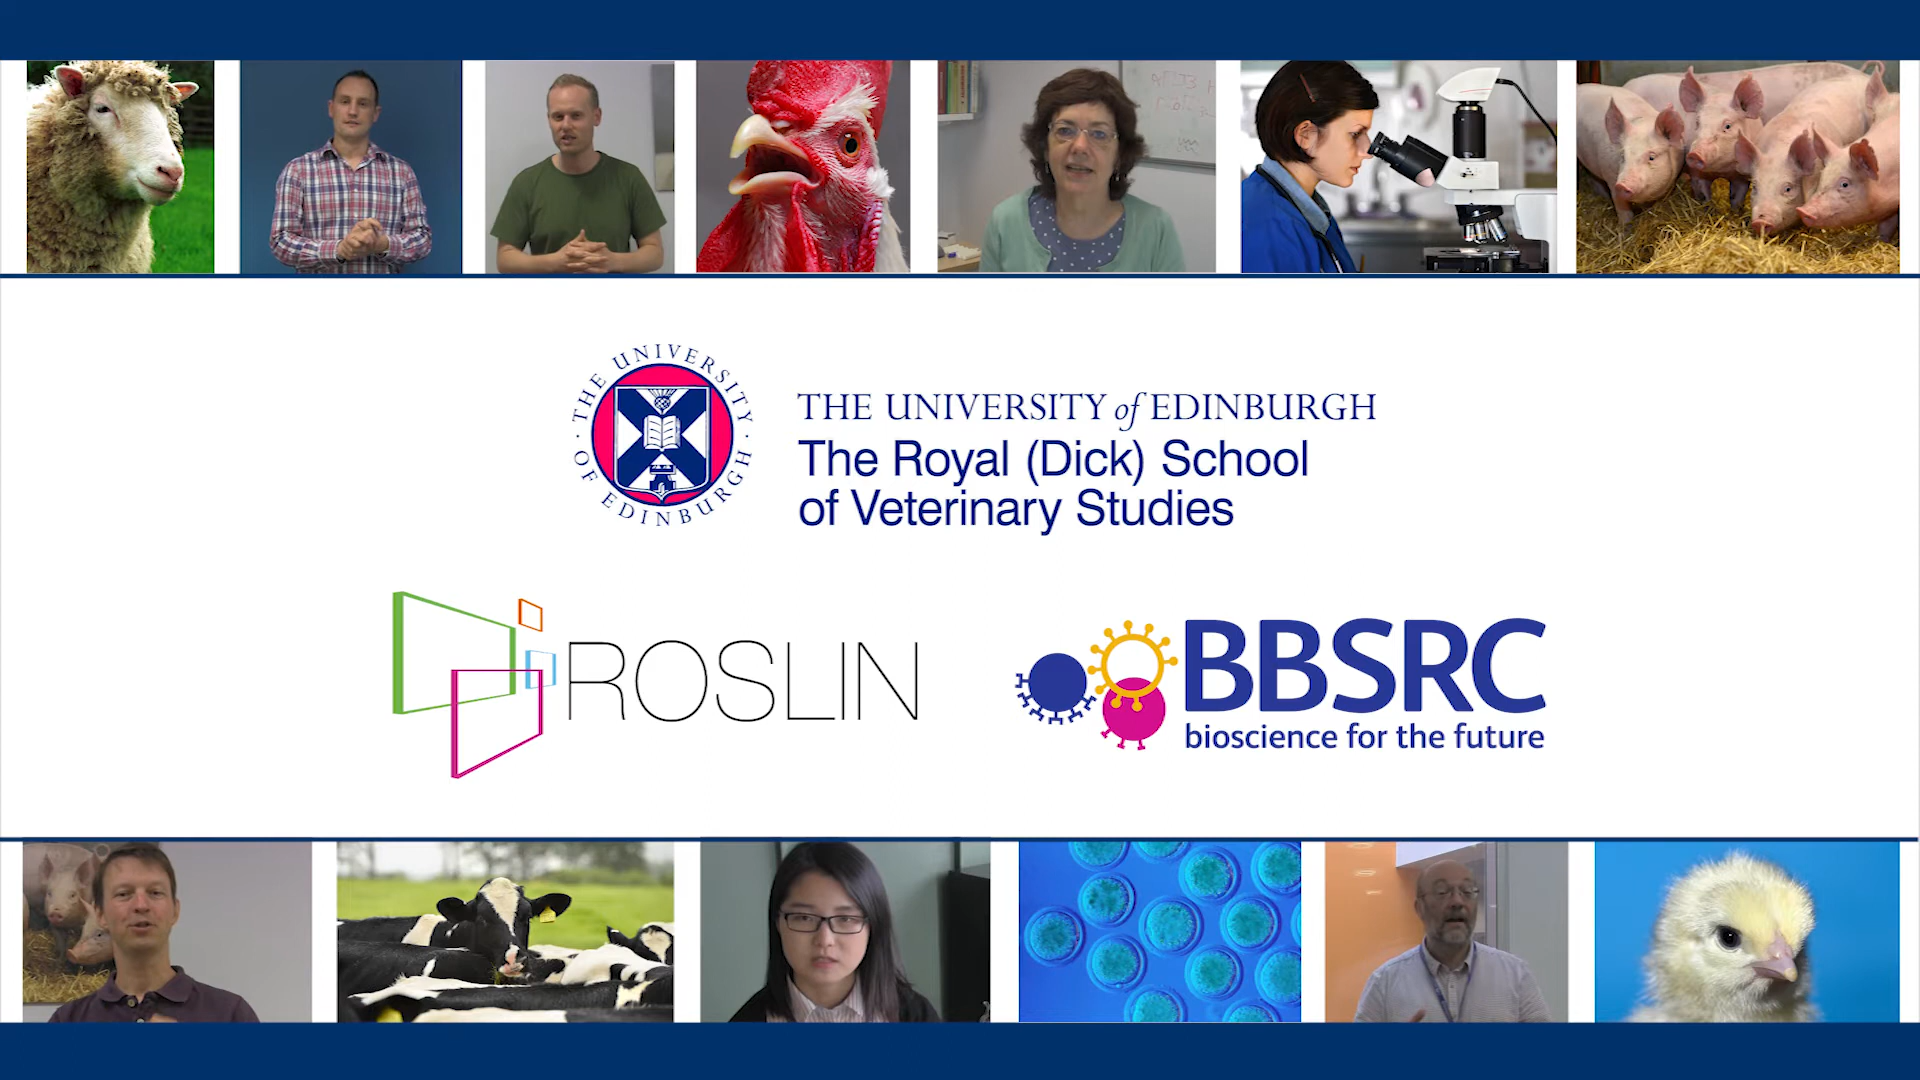 THE UNIVERSITY OF EDINBURGH
THE UNIVERSITY of EDINBURGH
The Royal (Dick) School
of Veterinary Studies
ROSLIN
BBSRC
bioscience for the future